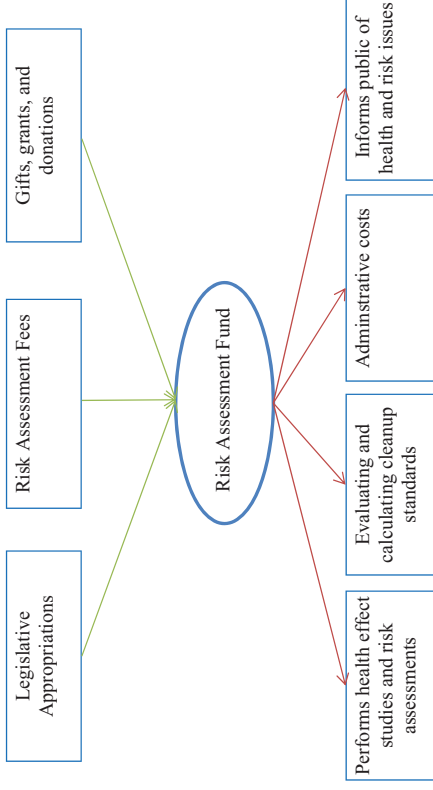 Legislative
Appropriations
Risk Assessment Fees
Gifts, grants, and
donations
Risk Assessment Fund
Performs health effect
studies and risk
assessments
Evaluating and
calculating cleanup
standards
Adminstrative costs
Informs public of
health and risk issues